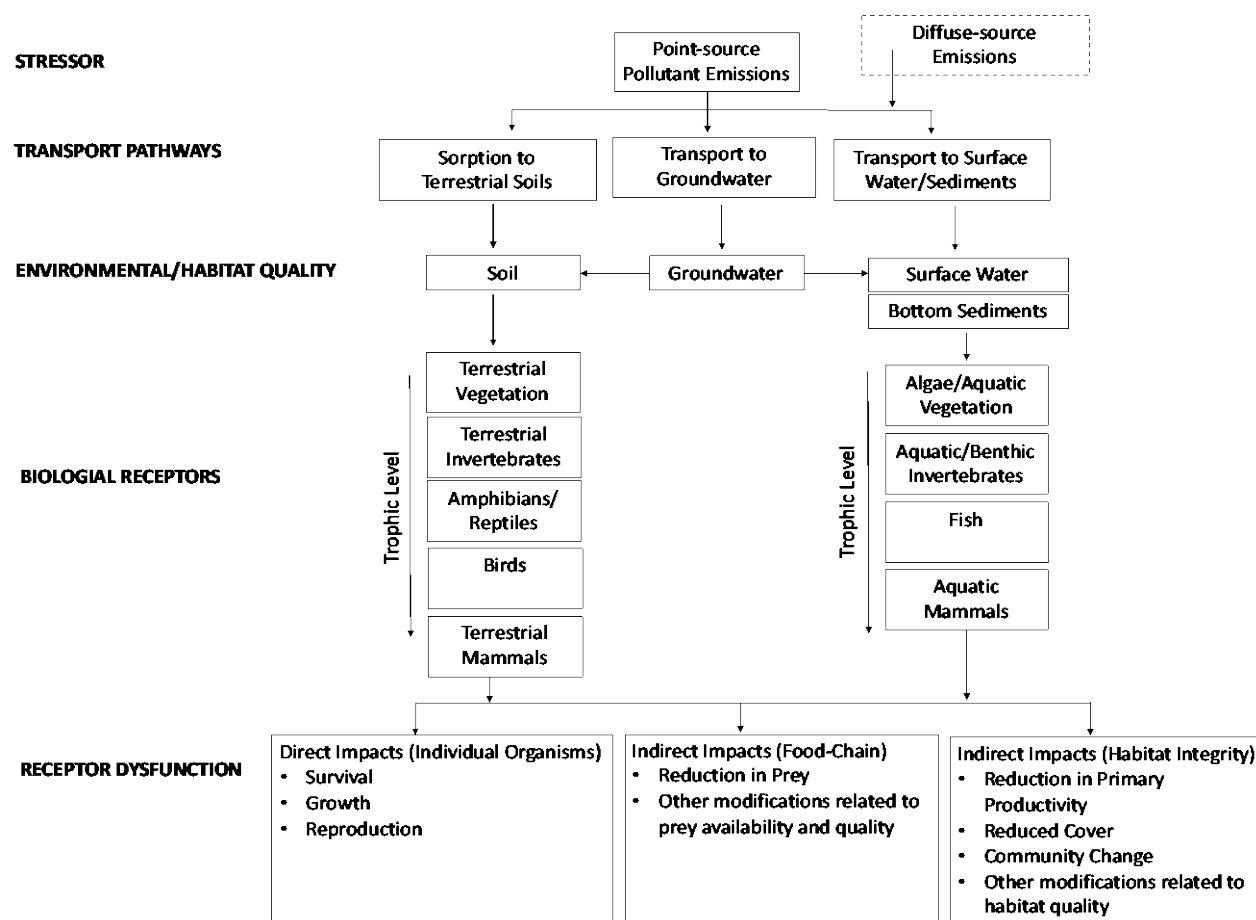 STRESSOR
Point-source
Pollutant Emissions
Diffuse-source
Emissions
TRANSPORT PATHWAYS
Sorption to
Terrestrial Soils
Transport to
Groundwater
Transport to Surface
Water/Sediments
ENVIRONMENTAL/HABITAT QUALITY
Soil
Groundwater
Surface Water
Bottom Sediments
BIOLOGIAL RECEPTORS
Trophic Level
Terrestrial
Vegetation
Terrestrial
Invertebrates
Amphibians/
Reptiles
Birds
Terrestrial
Mammals
Trophic Level
Algae/Aquatic
Vegetation
Aquatic/Benthic
Invertebrates
Fish
Aquatic
Mammals
RECEPTOR DYSFUNCTION
Direct Impacts (Individual Organisms)
• Survival
• Growth
• Reproduction
Indirect Impacts (Food-Chain)
• Reduction in Prey
• Other modifications related to
prey availability and quality
Indirect Impacts (Habitat Integrity)
• Reduction in Primary
Productivity
• Reduced Cover
• Community Change
• Other modifications related to
habitat quality